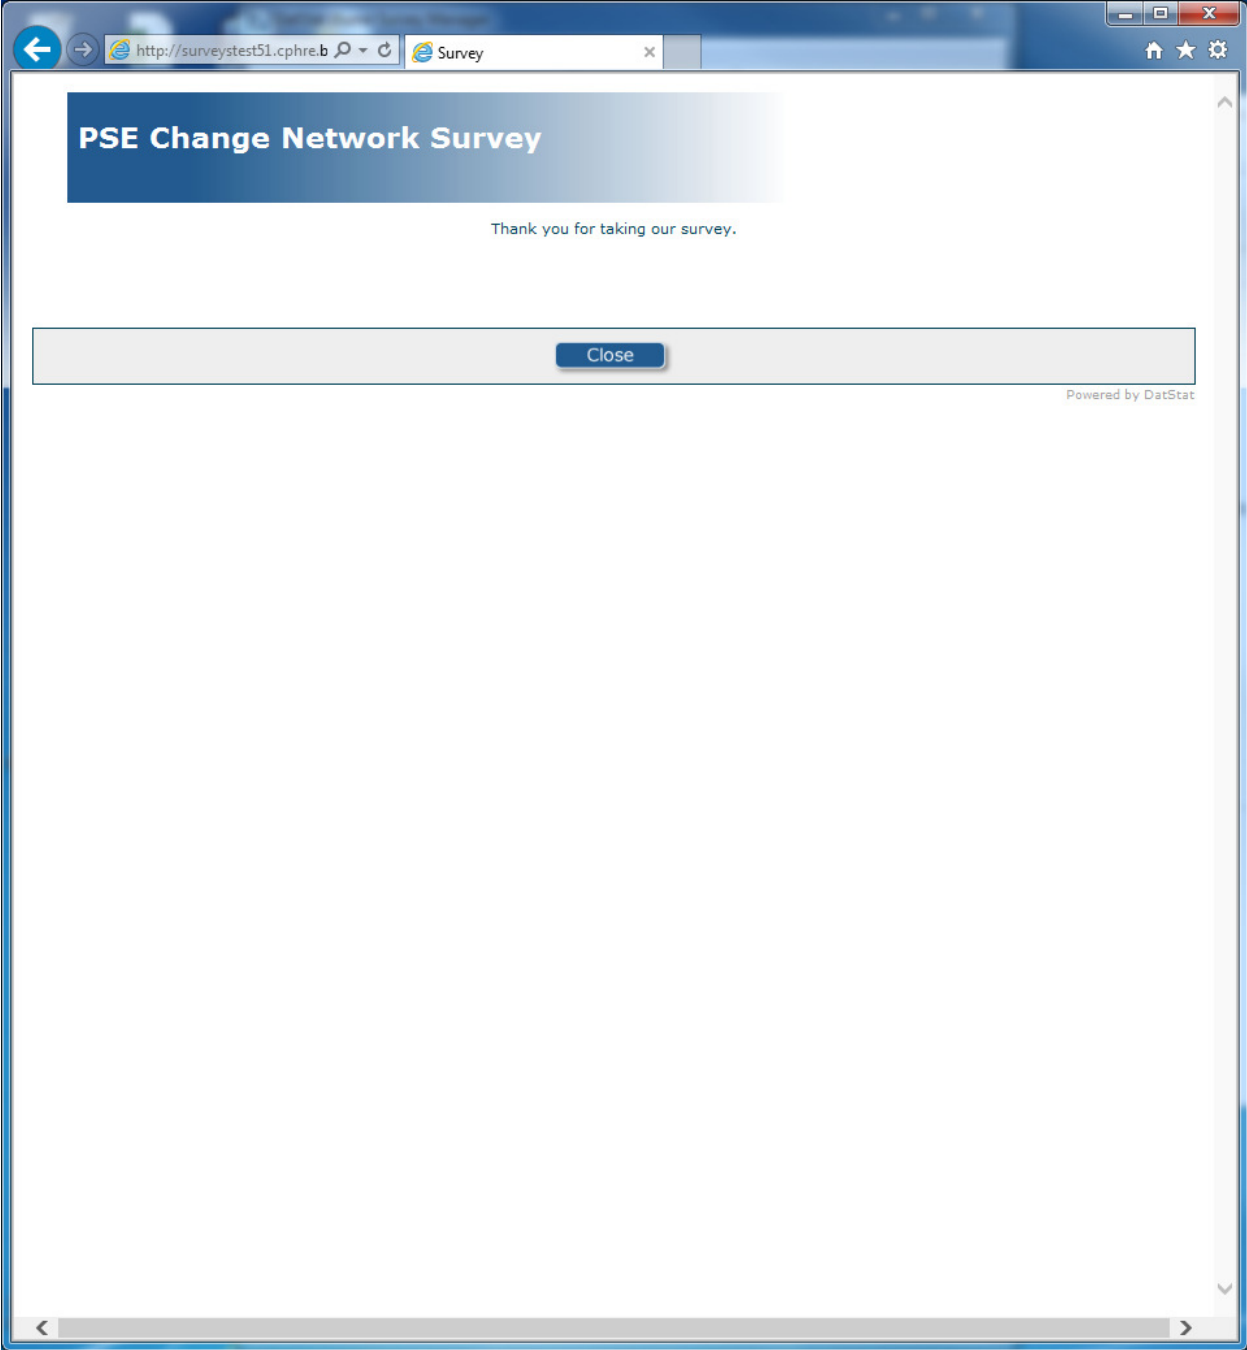 http://surveystest51.cphre.b
Survey
PSE Change Network Survey
Thank you for taking our survey.
Close
Powered by DatStat